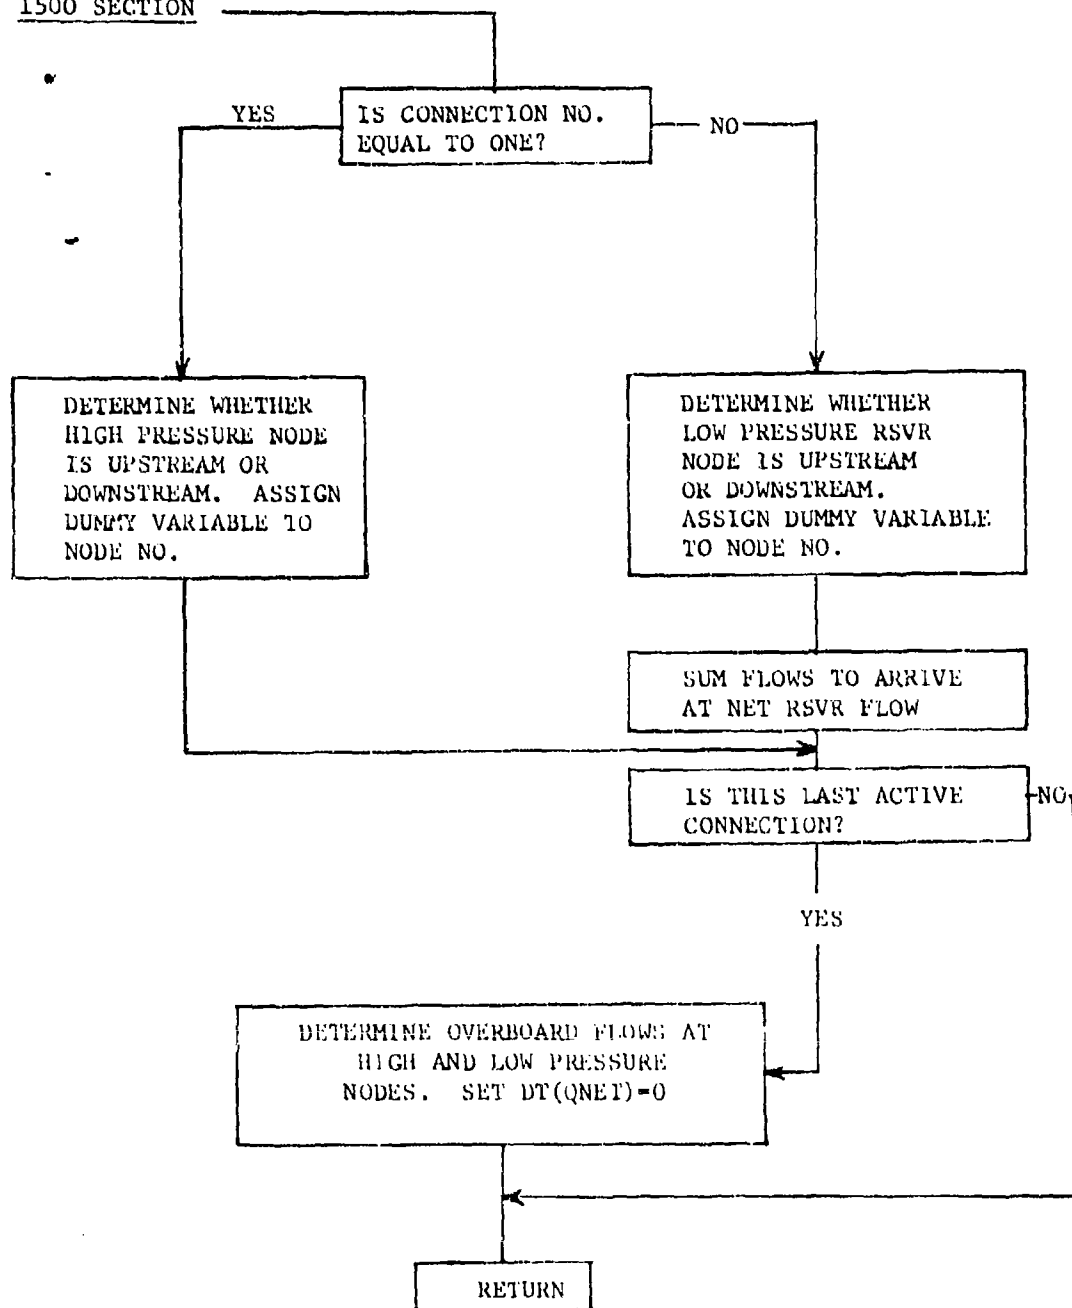 1500 SECTION
IS CONNECTION NO.
EQUAL TO ONE?
YES
NO
DETERMINE WHETHER
HIGH PRESSURE NODE
IS UPSTREAM OR
DOWNSTREAM. ASSIGN
DUMMY VARIABLE TO
NODE NO.
DETERMINE WHETHER
LOW PRESSURE RSVR
NODE IS UPSTREAM
OR DOWNSTREAM.
ASSIGN DUMMY VARIABLE
TO NODE NO.
SUM FLOWS TO ARRIVE
AT NET RSVR FLOW
IS THIS LAST ACTIVE
CONNECTION?
NO
YES
DETERMINE OVERBOARD FLOWS AT
HIGH AND LOW PRESSURE
NODES. SET DT(QNET)=0
RETURN